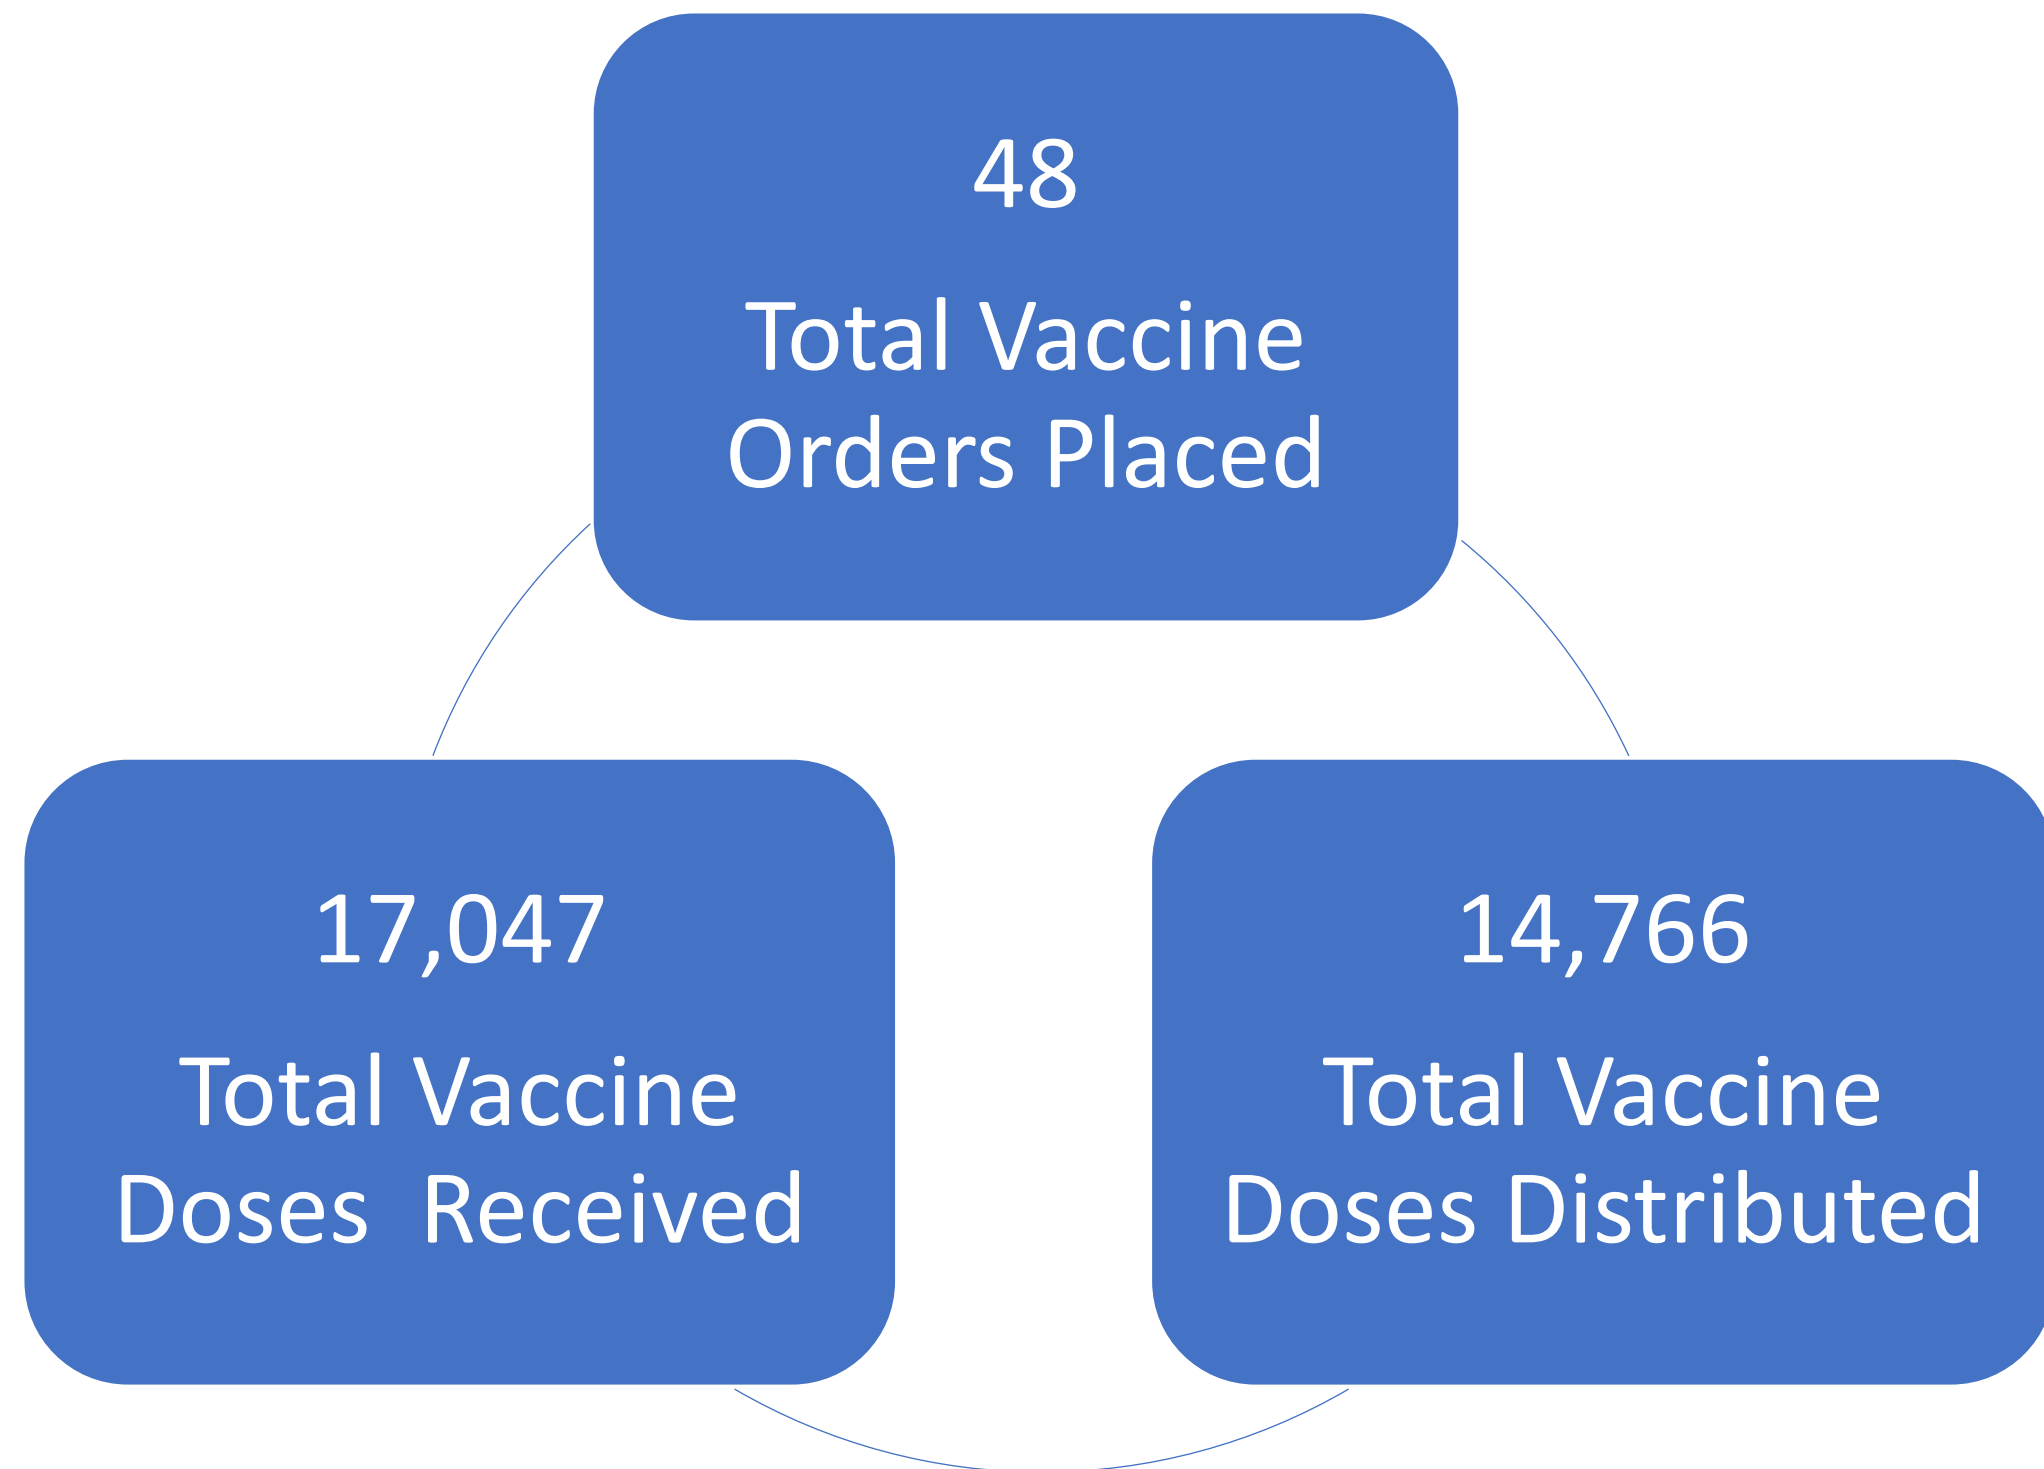 48
Total Vaccine
Orders Placed
17,047
Total Vaccine
Doses Received
14,766
Total Vaccine
Doses Distributed